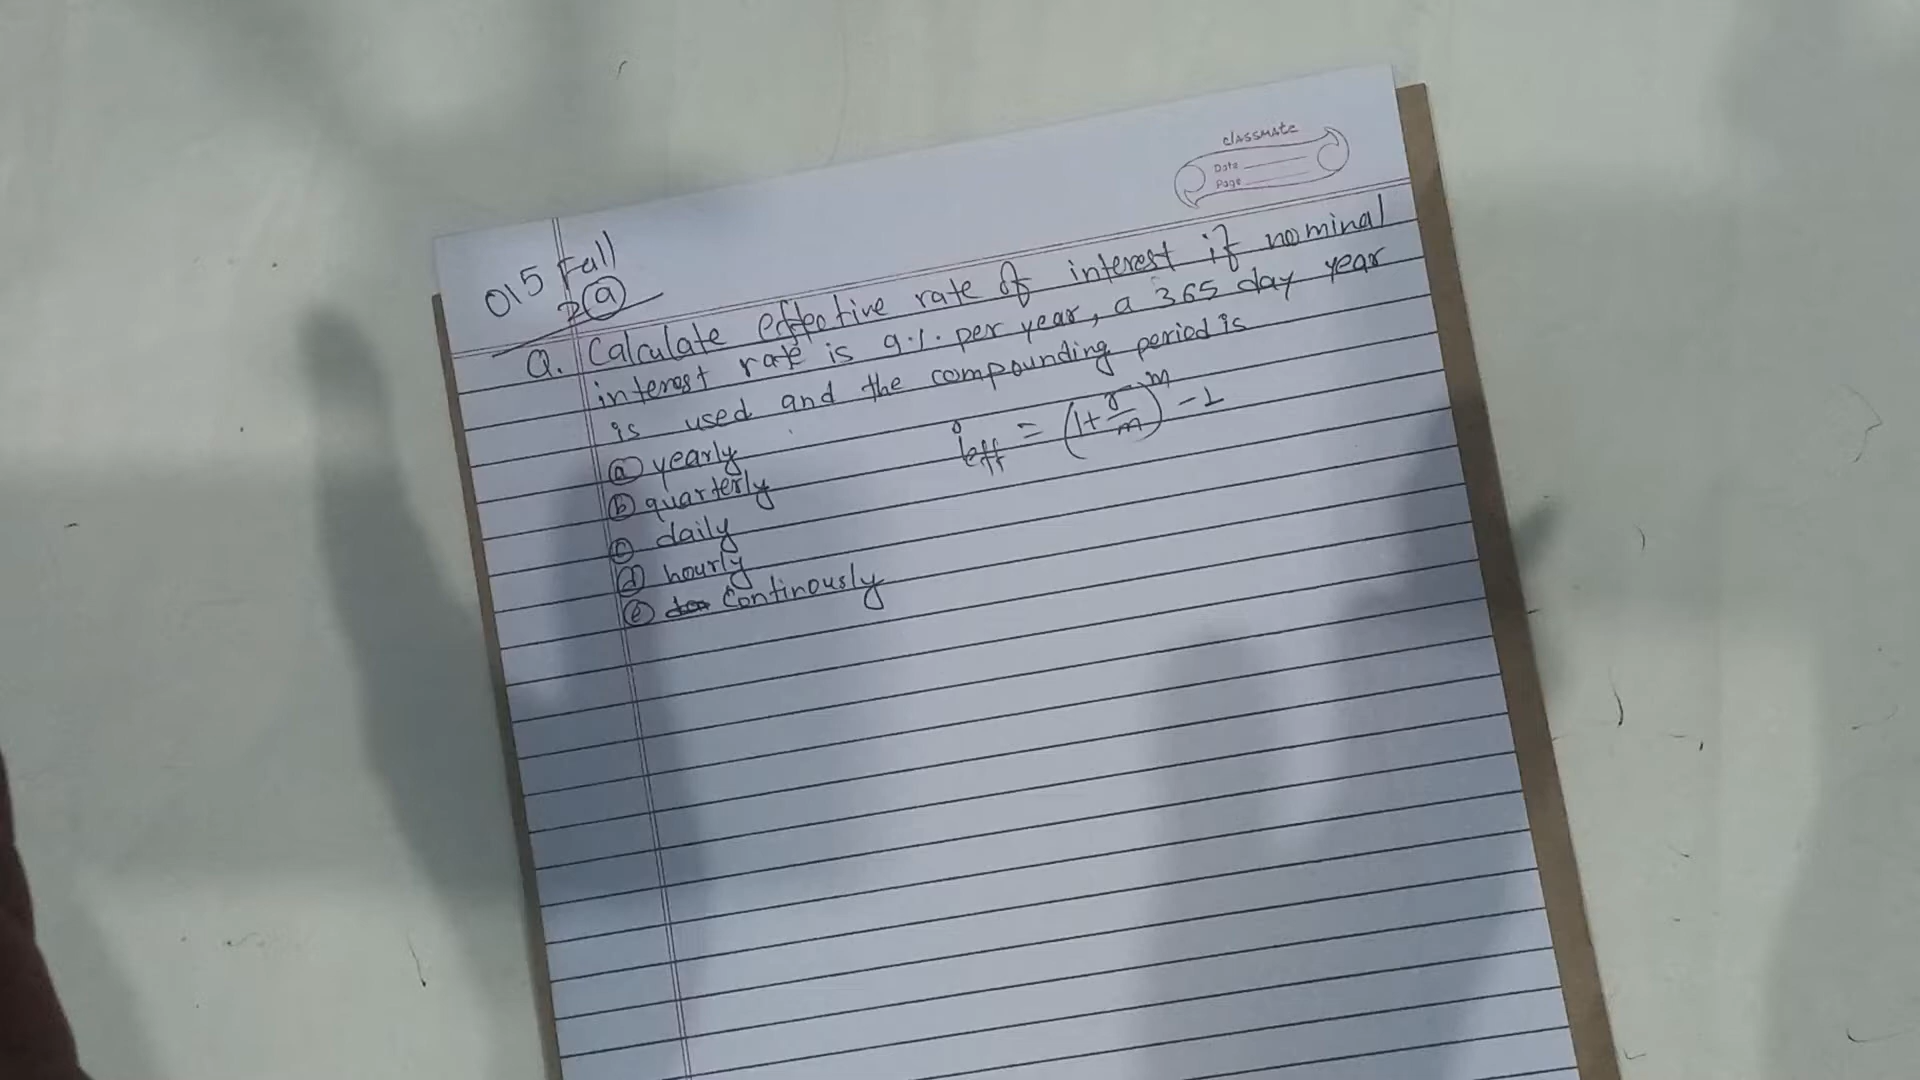 classmate
Date
Page
015 Fall
2(a)
Q. Calculate effective rate of interest if nominal
interest rate is 9.1. per year, a 365 day year
is used and the compounding period is
(a) yearly
i_eff = (1+r/m)^m - 1
(b) quarterly
(c) daily
(d) hourly
(e) continously